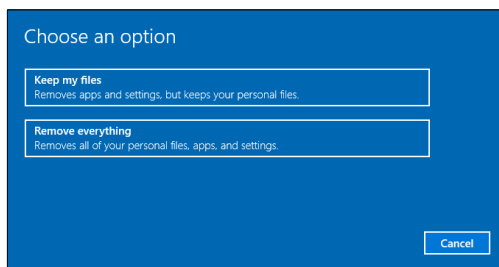 Choose an option
Keep my files
Removes apps and settings, but keeps your personal files.
Remove everything
Removes all of your personal files, apps, and settings.
Cancel